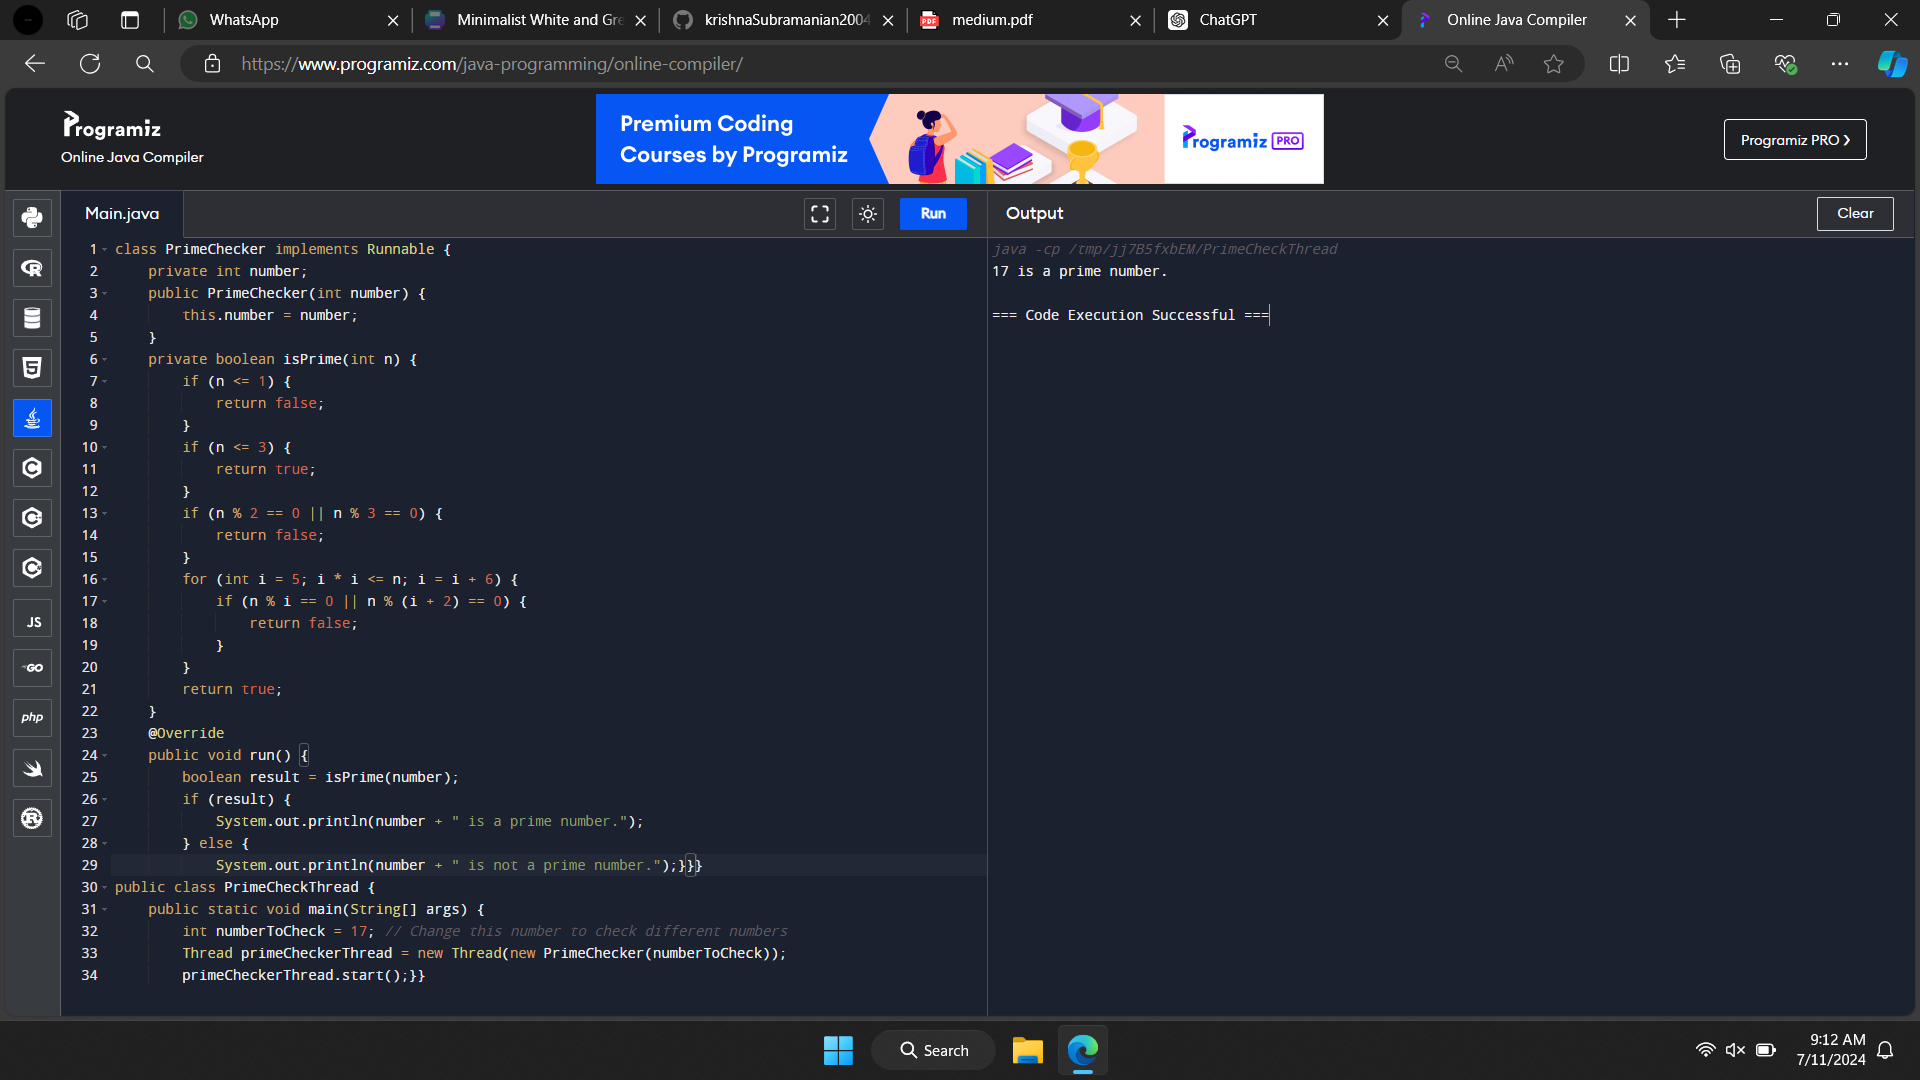 WhatsApp
Minimalist White and Gre
krishnaSubramanian2004
PDF
medium.pdf
ChatGPT
Online Java Compiler
https://www.programiz.com/java-programming/online-compiler/
Programiz
Online Java Compiler
Premium Coding
Courses by Programiz
Programiz PRO
Programiz PRO ›
Main.java
Run
Output
Clear
JS
GO
php
1 class PrimeChecker implements Runnable {
2     private int number;
3     public PrimeChecker(int number) {
4         this.number = number;
5     }
6     private boolean isPrime(int n) {
7         if (n <= 1) {
8             return false;
9         }
10         if (n <= 3) {
11             return true;
12         }
13         if (n % 2 == 0 || n % 3 == 0) {
14             return false;
15         }
16         for (int i = 5; i * i <= n; i = i + 6) {
17             if (n % i == 0 || n % (i + 2) == 0) {
18                 return false;
19             }
20         }
21         return true;
22     }
23     @Override
24     public void run() {
25         boolean result = isPrime(number);
26         if (result) {
27             System.out.println(number + " is a prime number.");
28         } else {
29             System.out.println(number + " is not a prime number.");}}}
30 public class PrimeCheckThread {
31     public static void main(String[] args) {
32         int numberToCheck = 17; // Change this number to check different numbers
33         Thread primeCheckerThread = new Thread(new PrimeChecker(numberToCheck));
34         primeCheckerThread.start();}}
java -cp /tmp/jj7B5fxbEM/PrimeCheckThread
17 is a prime number.
=== Code Execution Successful ===
Search
9:12 AM
7/11/2024